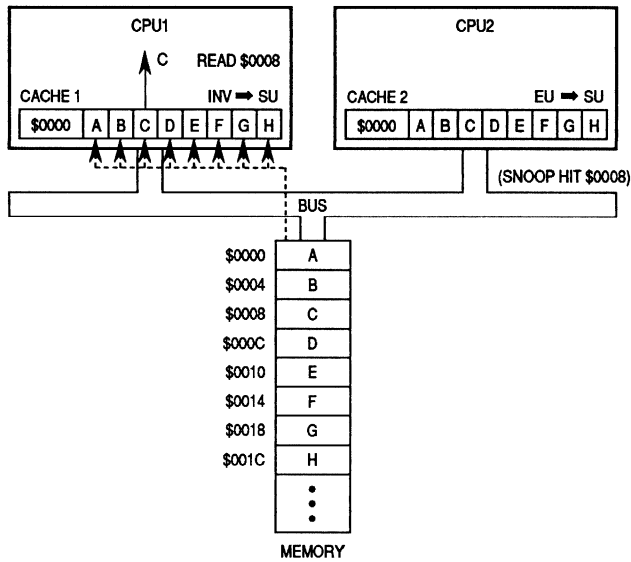 CPU1
C READ $0008
CACHE 1 INV ➡ SU
$0000 A B C D E F G H
CPU2
CACHE 2 EU ➡ SU
$0000 A B C D E F G H
(SNOOP HIT $0008)
BUS
$0000 A
$0004 B
$0008 C
$000C D
$0010 E
$0014 F
$0018 G
$001C H
MEMORY